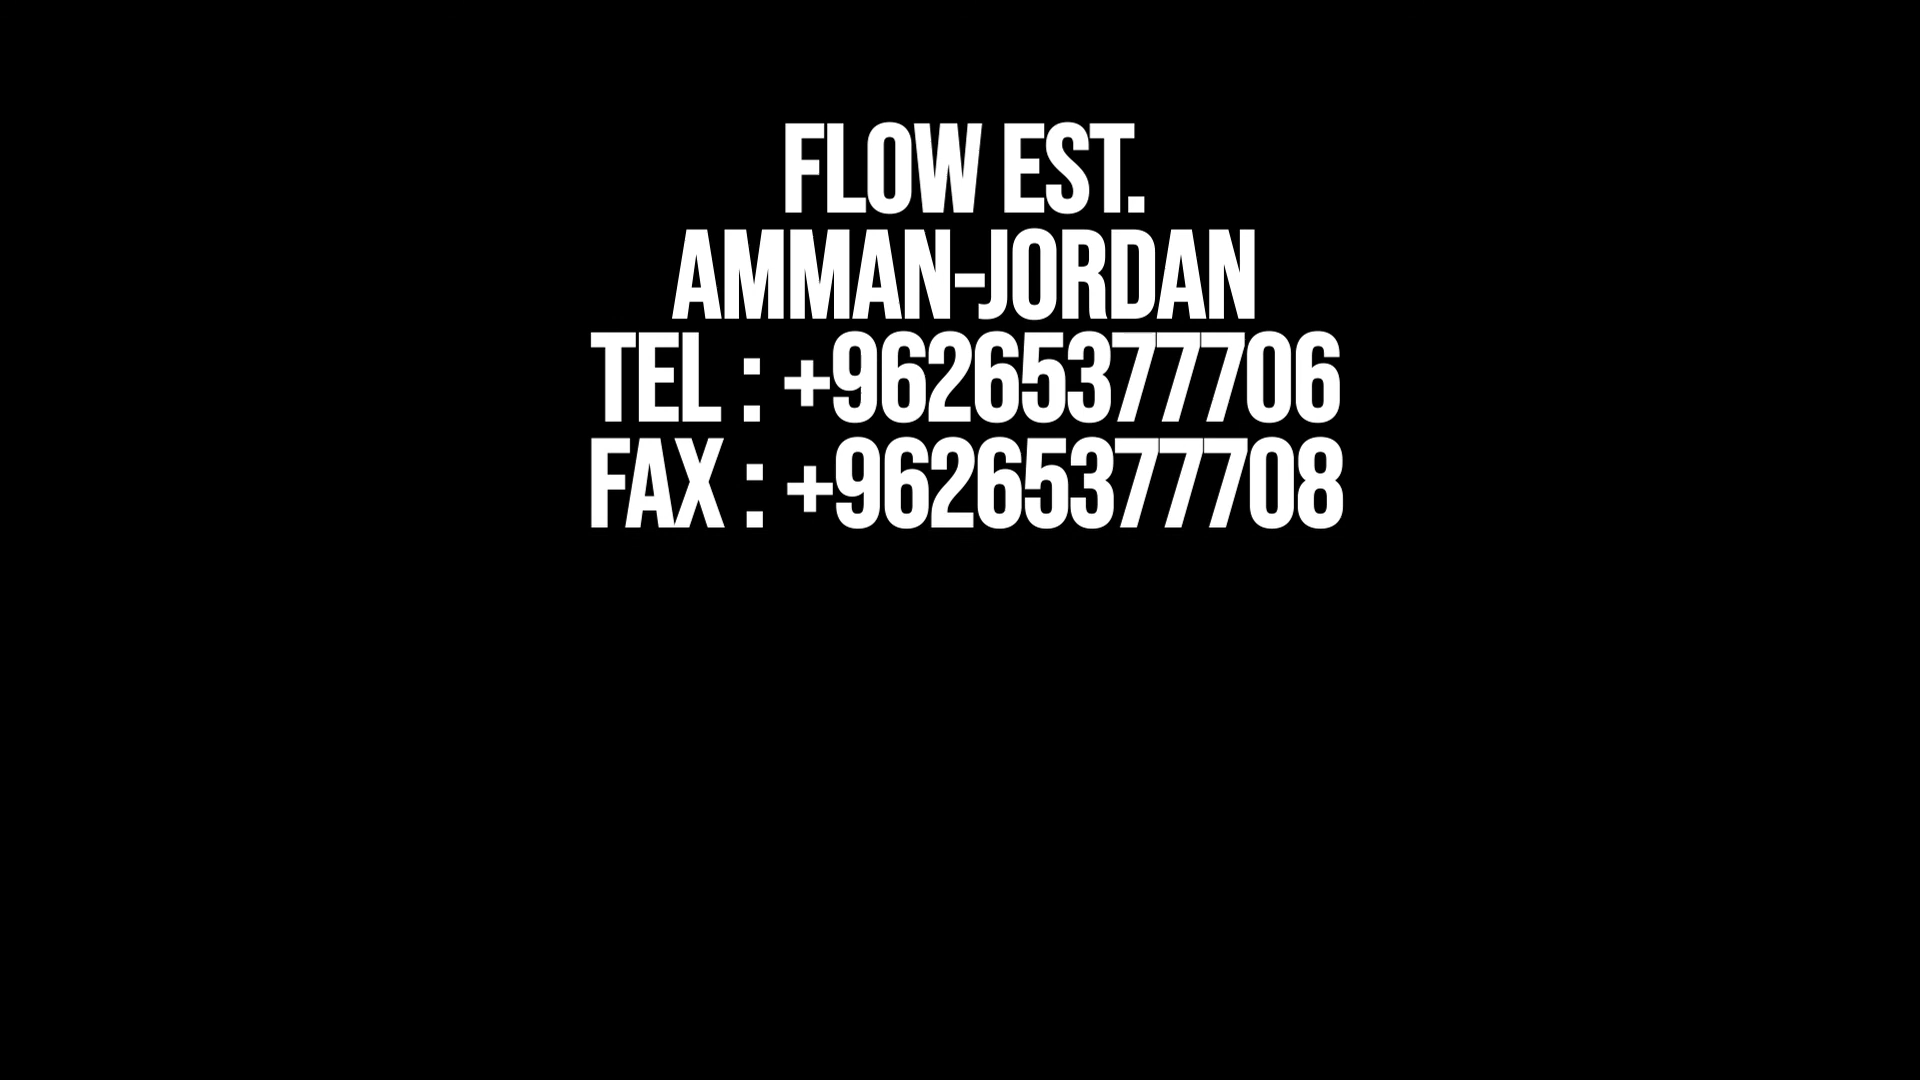 FLOW EST.
AMMAN-JORDAN
TEL : +96265377706
FAX : +96265377708